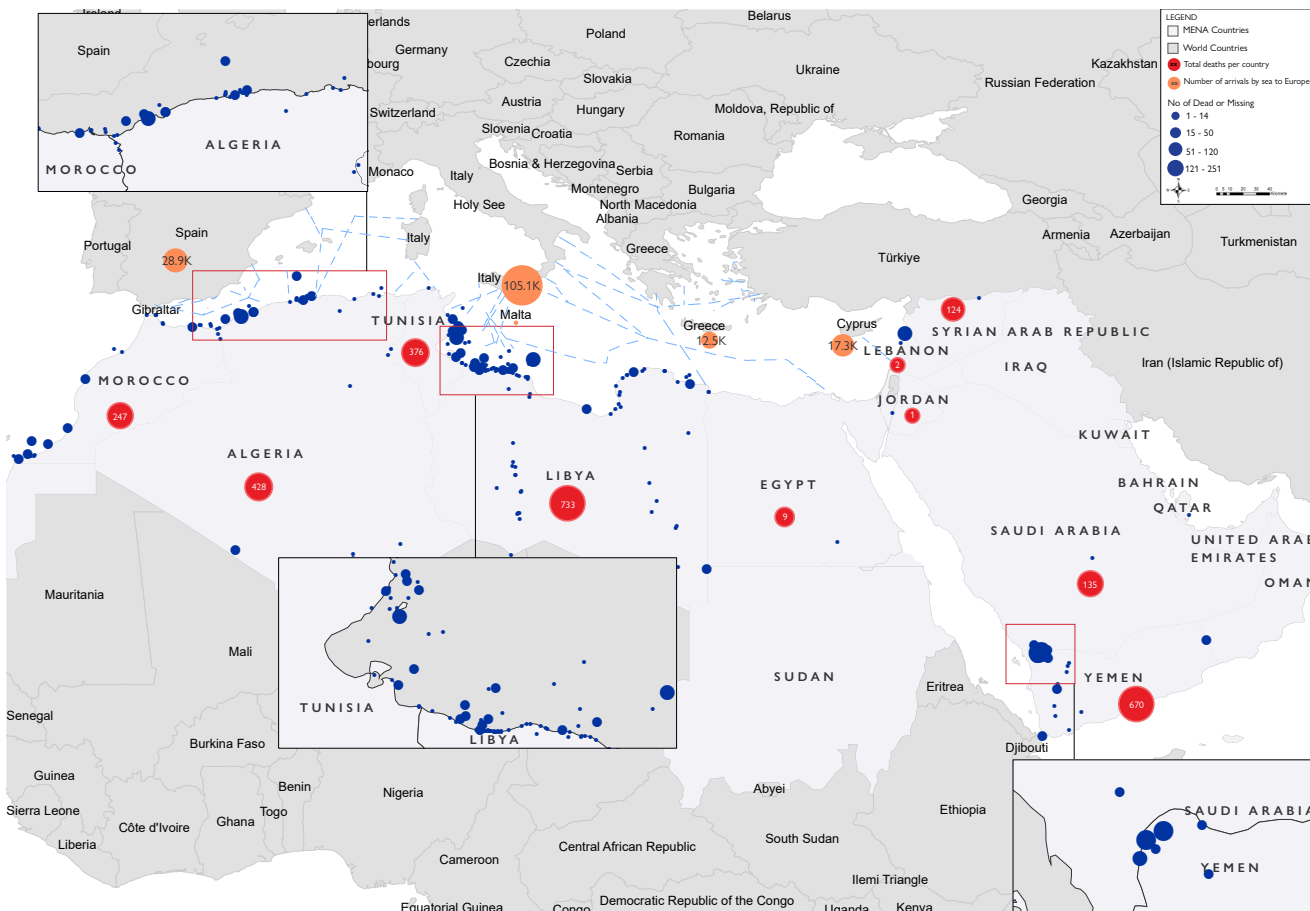 Ireland
Spain
MOROCCO
ALGERIA
erlands
Germany
bourg
Switzerland
Monaco
Poland
Belarus
Czechia
Slovakia
Austria
Hungary
Slovenia
Croatia
Bosnia & Herzegovina
Serbia
Montenegro
North Macedonia
Albania
Italy
Holy See
Ukraine
Moldova, Republic of
Romania
Bulgaria
Greece
Russian Federation
Kazakhstan
Georgia
Armenia
Azerbaijan
Turkmenistan
Türkiye
LEGEND
MENA Countries
World Countries
Total deaths per country
Number of arrivals by sea to Europe
No of Dead or Missing
1 - 14
15 - 50
51 - 120
121 - 251
Portugal
Spain
28.9K
Gibraltar
Italy
Italy
105.1K
Malta
Greece
12.5K
Cyprus
17.3K
TUNISIA
376
124
SYRIAN ARAB REPUBLIC
LEBANON
2
IRAQ
Iran (Islamic Republic of)
JORDAN
1
MOROCCO
247
KUWAIT
ALGERIA
428
LIBYA
733
EGYPT
9
BAHRAIN
QATAR
SAUDI ARABIA
135
UNITED ARAB
EMIRATES
OMAN
Mauritania
Mali
SUDAN
Eritrea
YEMEN
670
TUNISIA
LIBYA
Senegal
Burkina Faso
Djibouti
Guinea
Benin
Nigeria
Abyei
Ethiopia
Sierra Leone
Togo
Ghana
Côte d'Ivoire
Liberia
Central African Republic
South Sudan
Cameroon
Ilemi Triangle
Equatorial Guinea
Congo
Democratic Republic of the Congo
Uganda
Kenya
SAUDI ARABIA
YEMEN